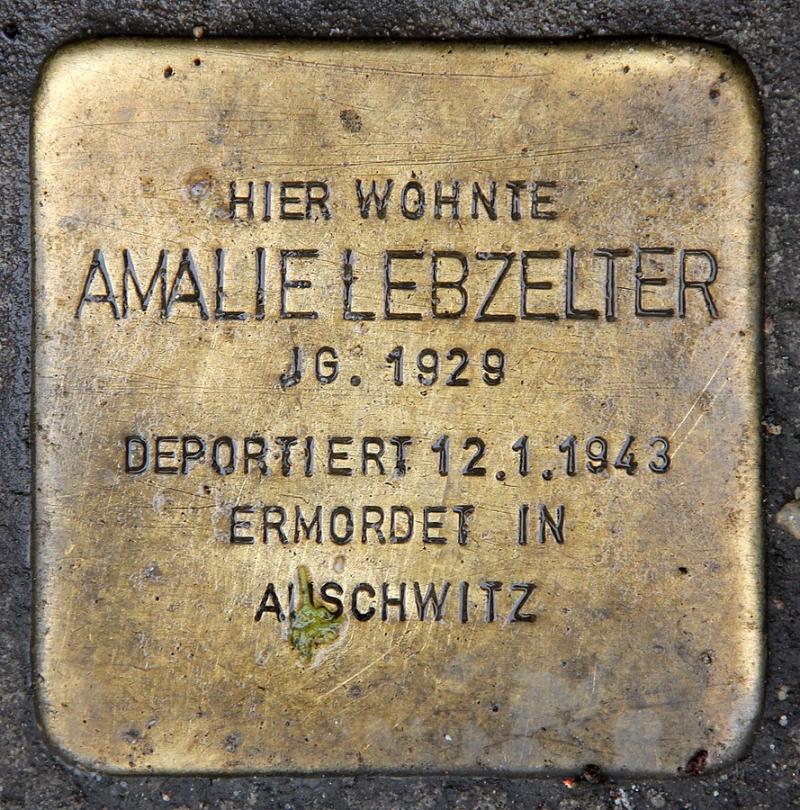 HIER WOHNTE
AMALIE LEBZELTER
JG. 1929
DEPORTIERT 12.1.1943
ERMORDET IN
AUSCHWITZ